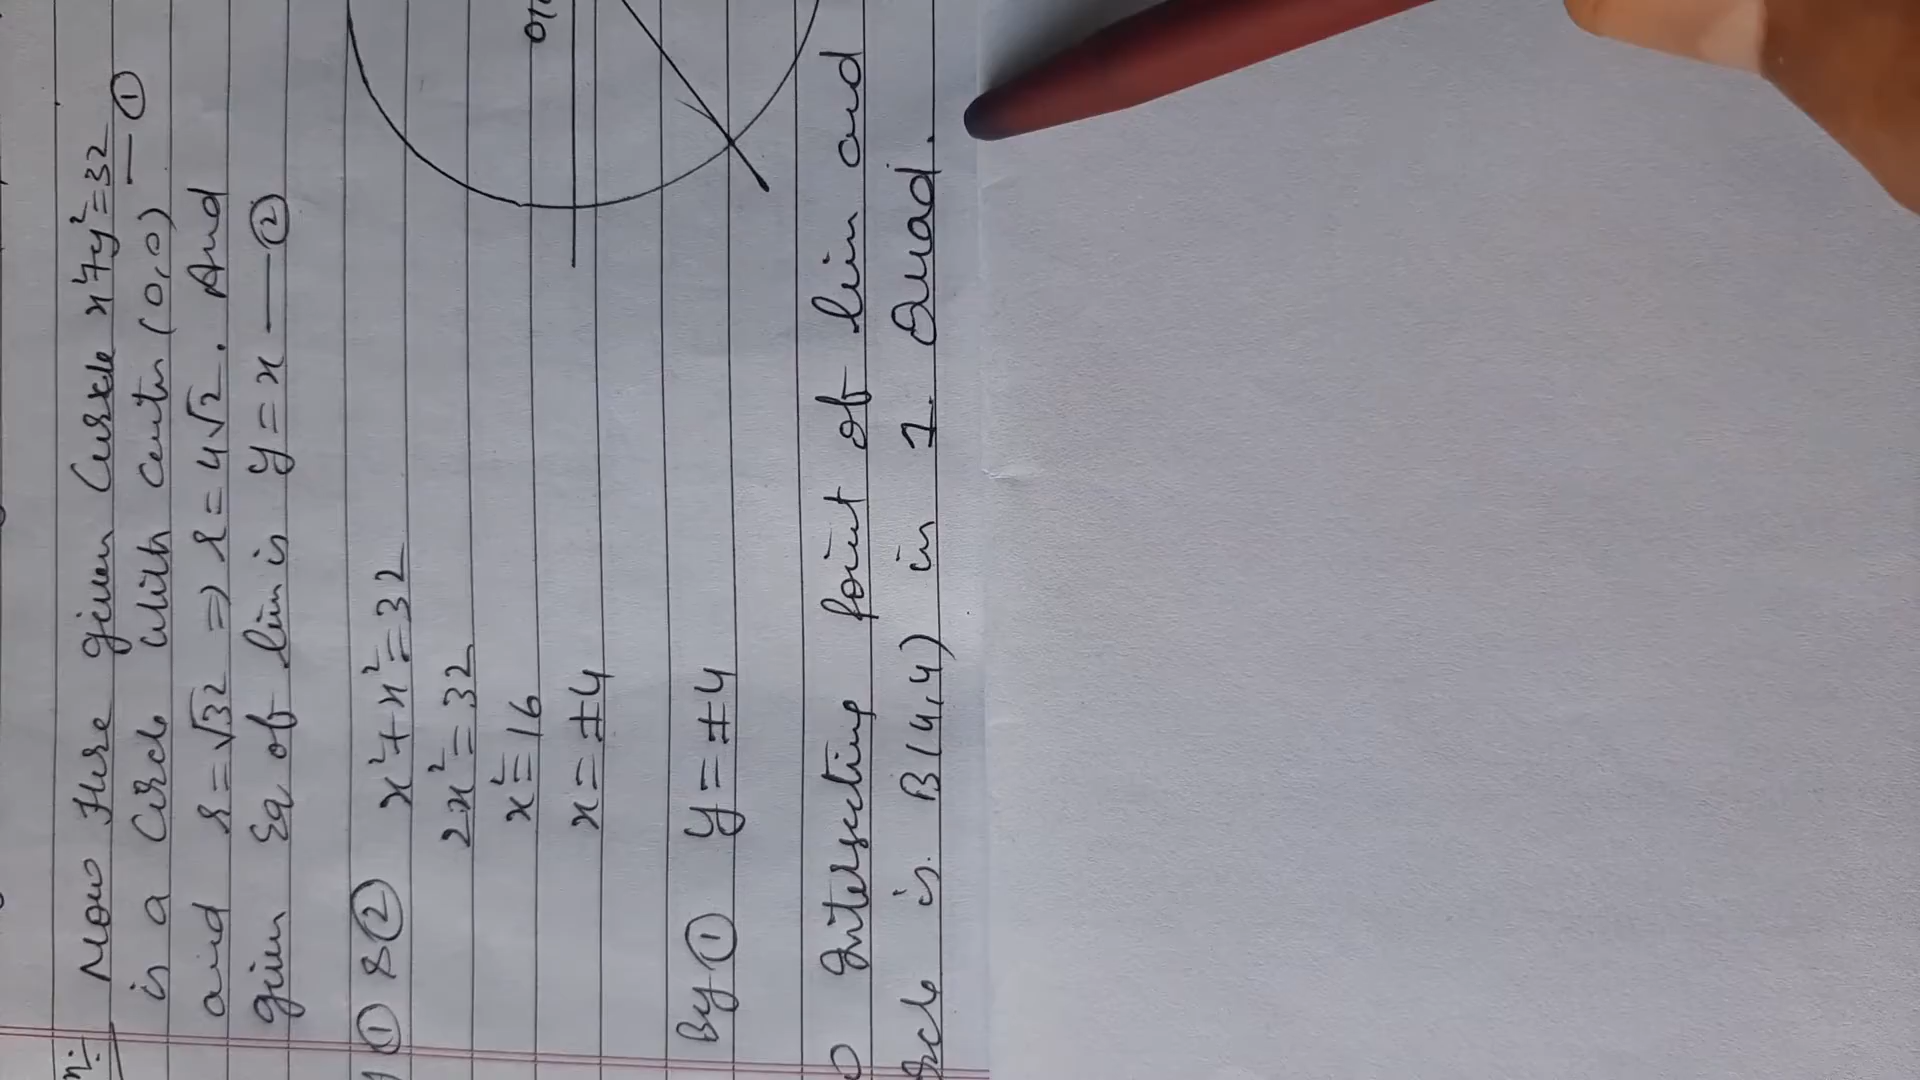 Now Here given Curcle x²+y²=32
is a Circle with centre (0,0) — ①
and r=√32 => r=4√2. And
given Eq of line is y=x — ②
① & ② x²+x²=32
2x²=32
x²=16
x=±4
By ① y=±4
Intersecting point of line and
is B(4,4) in 1 Quad.